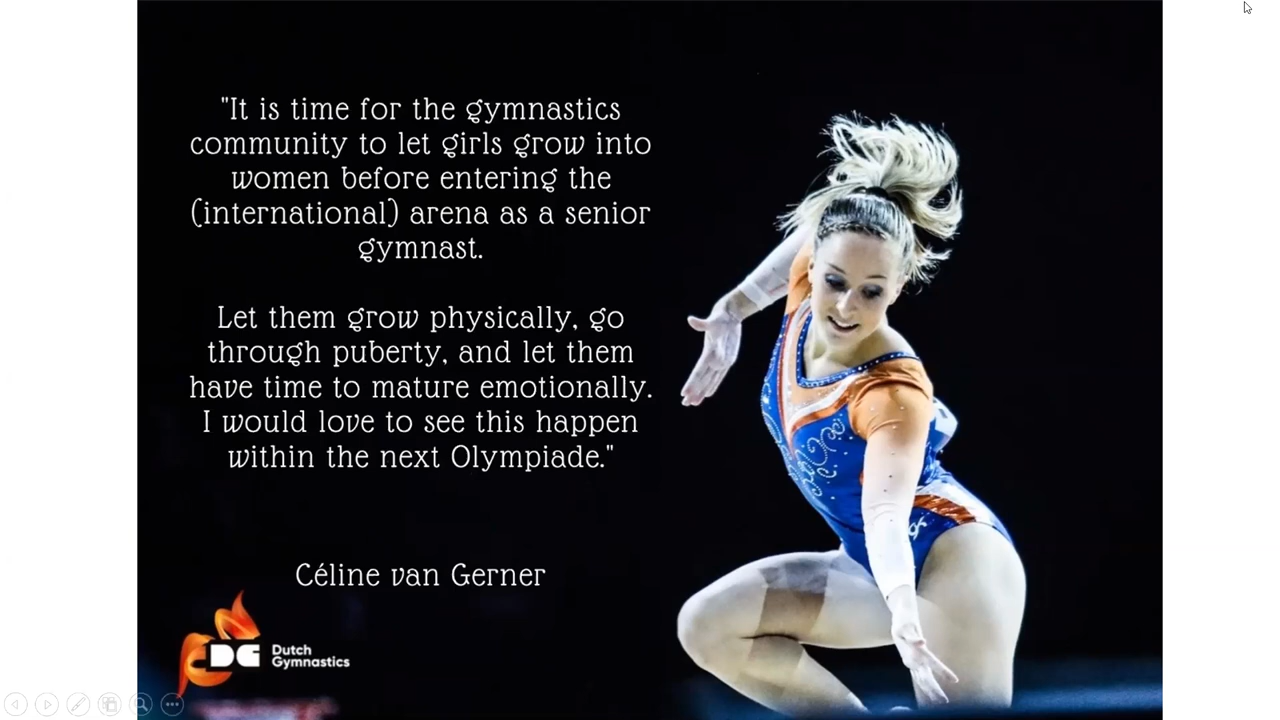 "It is time for the gymnastics
community to let girls grow into
women before entering the
(international) arena as a senior
gymnast.
Let them grow physically, go
through puberty, and let them
have time to mature emotionally.
I would love to see this happen
within the next Olympiade."
Céline van Gerner
DG Dutch
Gymnastics